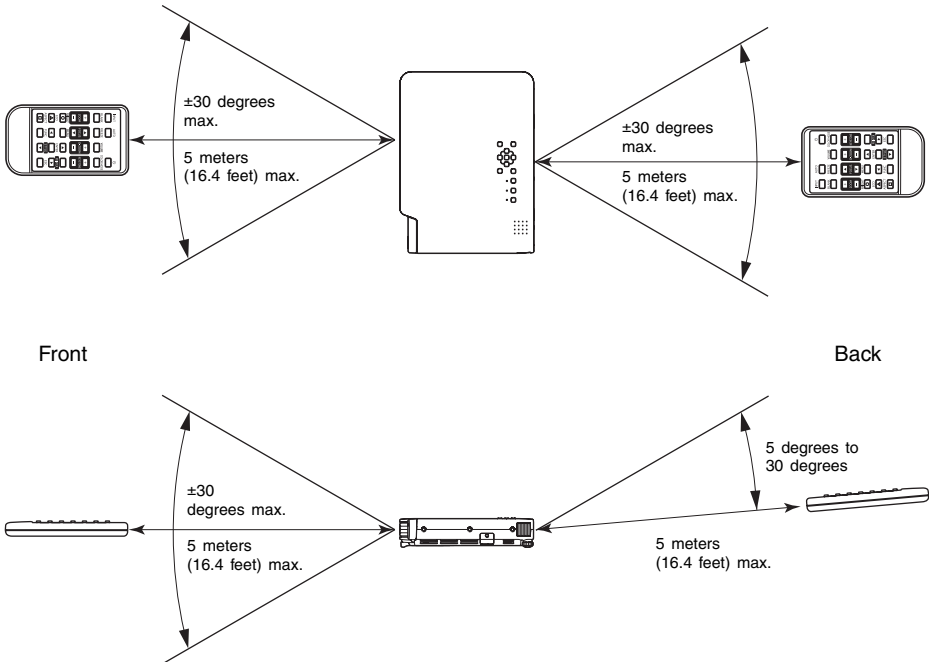 ±30 degrees
max.
5 meters
(16.4 feet) max.
±30 degrees
max.
5 meters
(16.4 feet) max.
Front
Back
±30
degrees max.
5 meters
(16.4 feet) max.
5 degrees to
30 degrees
5 meters
(16.4 feet) max.